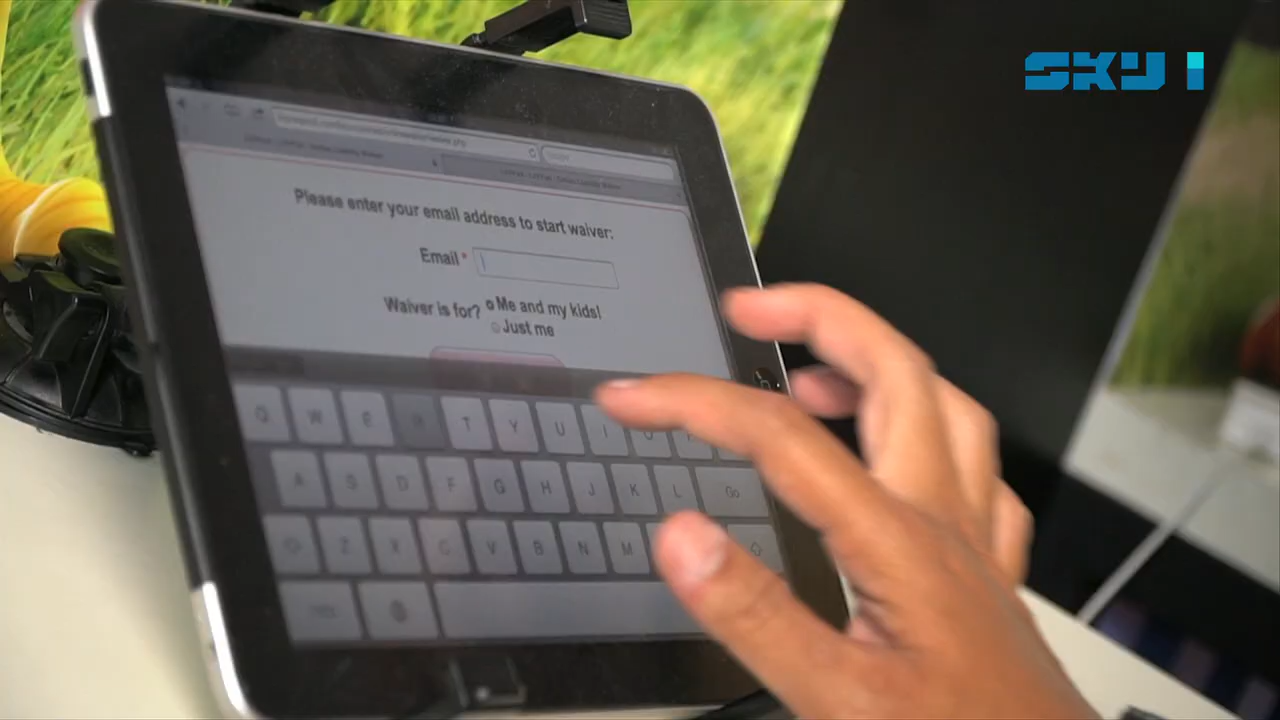 SKY 1
Please enter your email address to start waiver:
Email *
Waiver is for? Me and my kids!
Just me
Q W E R T Y U I O P
A S D F G H J K L Go
Z X C V B N M